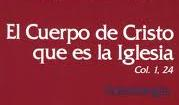 El Cuerpo de Cristo
que es la Iglesia
Col. 1, 24